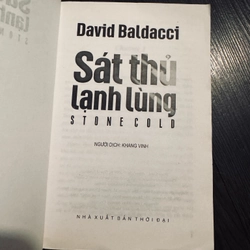 David Baldacci
Sát thủ
lạnh lùng
STONE COLD
NGƯỜI DỊCH: KHANG VINH
NHÀ XUẤT BẢN THỜI ĐẠI